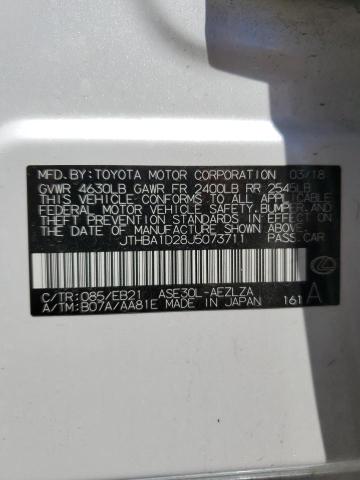 MFD. BY: TOYOTA MOTOR CORPORATION 03/18
GVWR 4630LB GAWR FR 2400LB RR 2545LB
THIS VEHICLE CONFORMS TO ALL APPLICABLE
FEDERAL MOTOR VEHICLE SAFETY, BUMPER, AND
THEFT PREVENTION STANDARDS IN EFFECT ON
THE DATE OF MANUFACTURE SHOWN ABOVE.
JTHBA1D28J5073711 PASS. CAR
C/TR: 085/EB21 ASE30L-AEZLZA
A/TM: B07A/AA81E MADE IN JAPAN 161 A